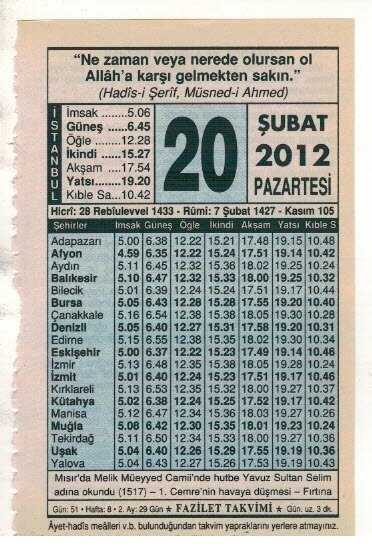 “Ne zaman veya nerede olursan ol
Allâh’a karşı gelmekten sakın.”
(Hadîs-i Şerîf, Müsned-i Ahmed)
İSTANBUL
İmsak ........5.06
Güneş ......6.45
Öğle ........12.28
İkindi ......15.27
Akşam ....17.54
Yatsı........19.20
Kıble Sa...10.42
20
ŞUBAT
2012
PAZARTESİ
Hicrî: 28 Rebîulevvel 1433 - Rûmi: 7 Şubat 1427 - Kasım 105
Şehirler İmsak Güneş Öğle İkindi Akşam Yatsı Kıble S
Adapazarı 5.00 6.38 12.22 15.21 17.48 19.15 10.48
Afyon 4.59 6.35 12.22 15.24 17.51 19.14 10.42
Aydın 5.11 6.45 12.32 15.36 18.02 19.25 10.24
Balıkesir 5.10 6.47 12.32 15.33 18.00 19.25 10.32
Bilecik 5.01 6.39 12.24 15.24 17.51 19.17 10.44
Bursa 5.05 6.43 12.28 15.28 17.55 19.20 10.40
Çanakkale 5.16 6.54 12.38 15.38 18.05 19.30 10.28
Denizli 5.05 6.40 12.27 15.31 17.58 19.20 10.31
Edirne 5.15 6.55 12.38 15.35 18.02 19.30 10.34
Eskişehir 5.00 6.37 12.22 15.23 17.49 19.14 10.46
İzmir 5.13 6.48 12.35 15.38 18.05 19.28 10.24
İzmit 5.01 6.40 12.24 15.23 17.51 19.17 10.46
Kırklareli 5.13 6.53 12.35 15.32 18.00 19.27 10.37
Kütahya 5.02 6.38 12.24 15.25 17.52 19.17 10.42
Manisa 5.12 6.47 12.34 15.36 18.03 19.27 10.26
Muğla 5.08 6.42 12.30 15.35 18.01 19.23 10.24
Tekirdağ 5.11 6.50 12.33 15.32 18.00 19.27 10.36
Uşak 5.04 6.40 12.26 15.29 17.55 19.19 10.36
Yalova 5.04 6.43 12.27 15.26 17.53 19.19 10.43
Mısır’da Melik Müeyyed Camii’nde hutbe Yavuz Sultan Selim
adına okundu (1517) – 1. Cemre’nin havaya düşmesi – Fırtına
Gün: 51 • Hafta: 8 • 2. Ay: 29 Gün ★ FAZİLET TAKVİMİ ★ Gün. uz. 3 dk.
Âyet-hadîs meâlleri v.b. bulunduğundan takvim yapraklarını yerlere atmayınız.